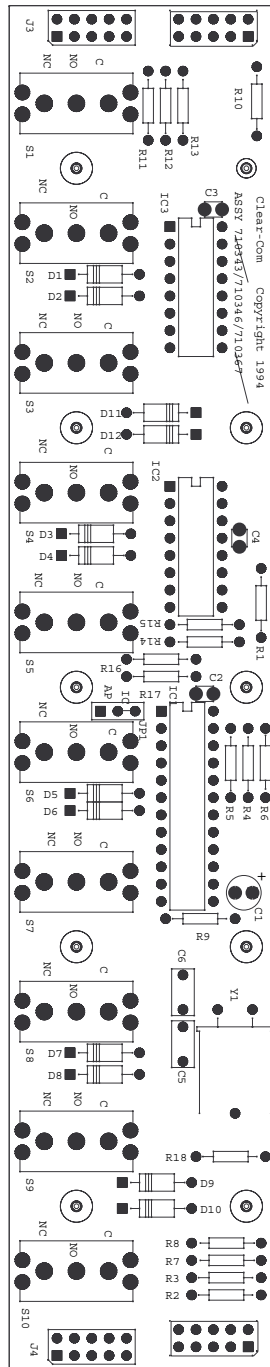 J3
NC
NO
C
S1
R11
R12
R13
R10
NC
NO
C
S2
D1
D2
C3
IC3
Clear-Com Copyright 1994
ASSY 710343/710346/710367
NC
NO
C
S3
D11
D12
NC
NO
C
S4
D3
D4
IC2
C4
R15
R14
R1
NC
NO
C
S5
R16
R17
AP
IC
JP1
IC1
C2
NC
NO
C
S6
D5
D6
R5
R4
R6
NC
NO
C
S7
R9
+
C1
NC
NO
C
S8
D7
D8
C6
C5
Y1
NC
NO
C
S9
D9
D10
R18
NC
NO
C
S10
R8
R7
R3
R2
J4